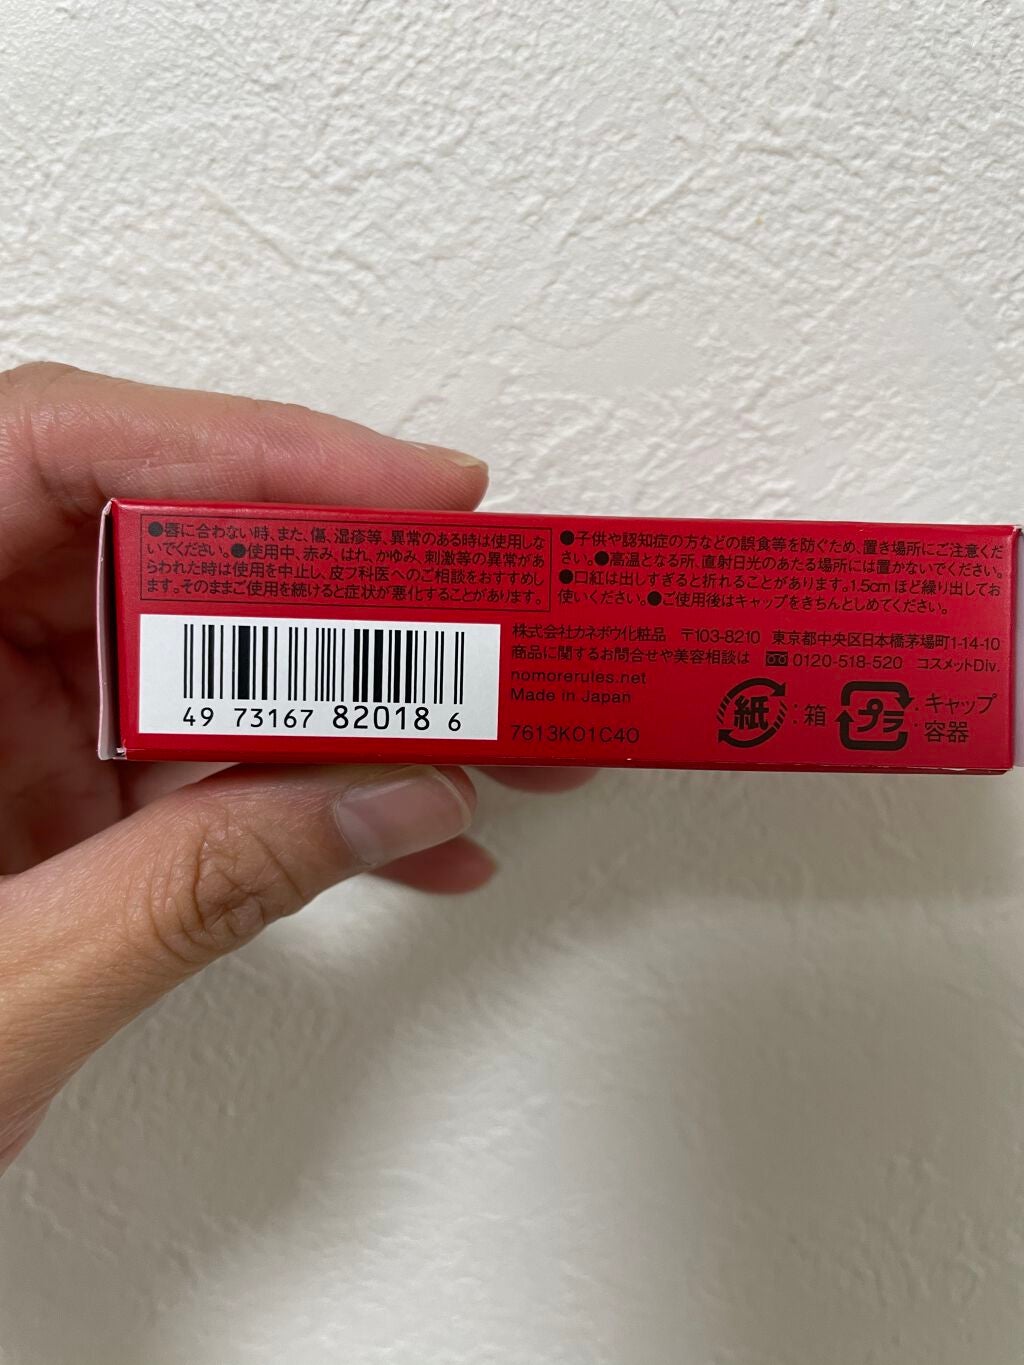 ●唇に合わない時、また、傷、湿疹等、異常のある時は使用しな
いでください。●使用中、赤み、はれ、かゆみ、刺激等の異常があ
らわれた時は使用を中止し、皮フ科医へのご相談をおすすめし
ます。そのままご使用を続けると症状が悪化することがあります。
●子供や認知症の方などの誤食等を防ぐため、置き場所にご注意くだ
さい。●高温となる所、直射日光のあたる場所には置かないでください。
●口紅は出しすぎると折れることがあります。1.5cm ほど繰り出してお
使いください。●ご使用後はキャップをきちんとしめてください。
株式会社カネボウ化粧品 〒103-8210 東京都中央区日本橋茅場町1-14-10
商品に関するお問合せや美容相談は 0120-518-520 コスメットDiv.
nomorerules.net
Made in Japan
7613K01C40
紙:箱
プラ:キャップ
容器
49 73167 82018 6